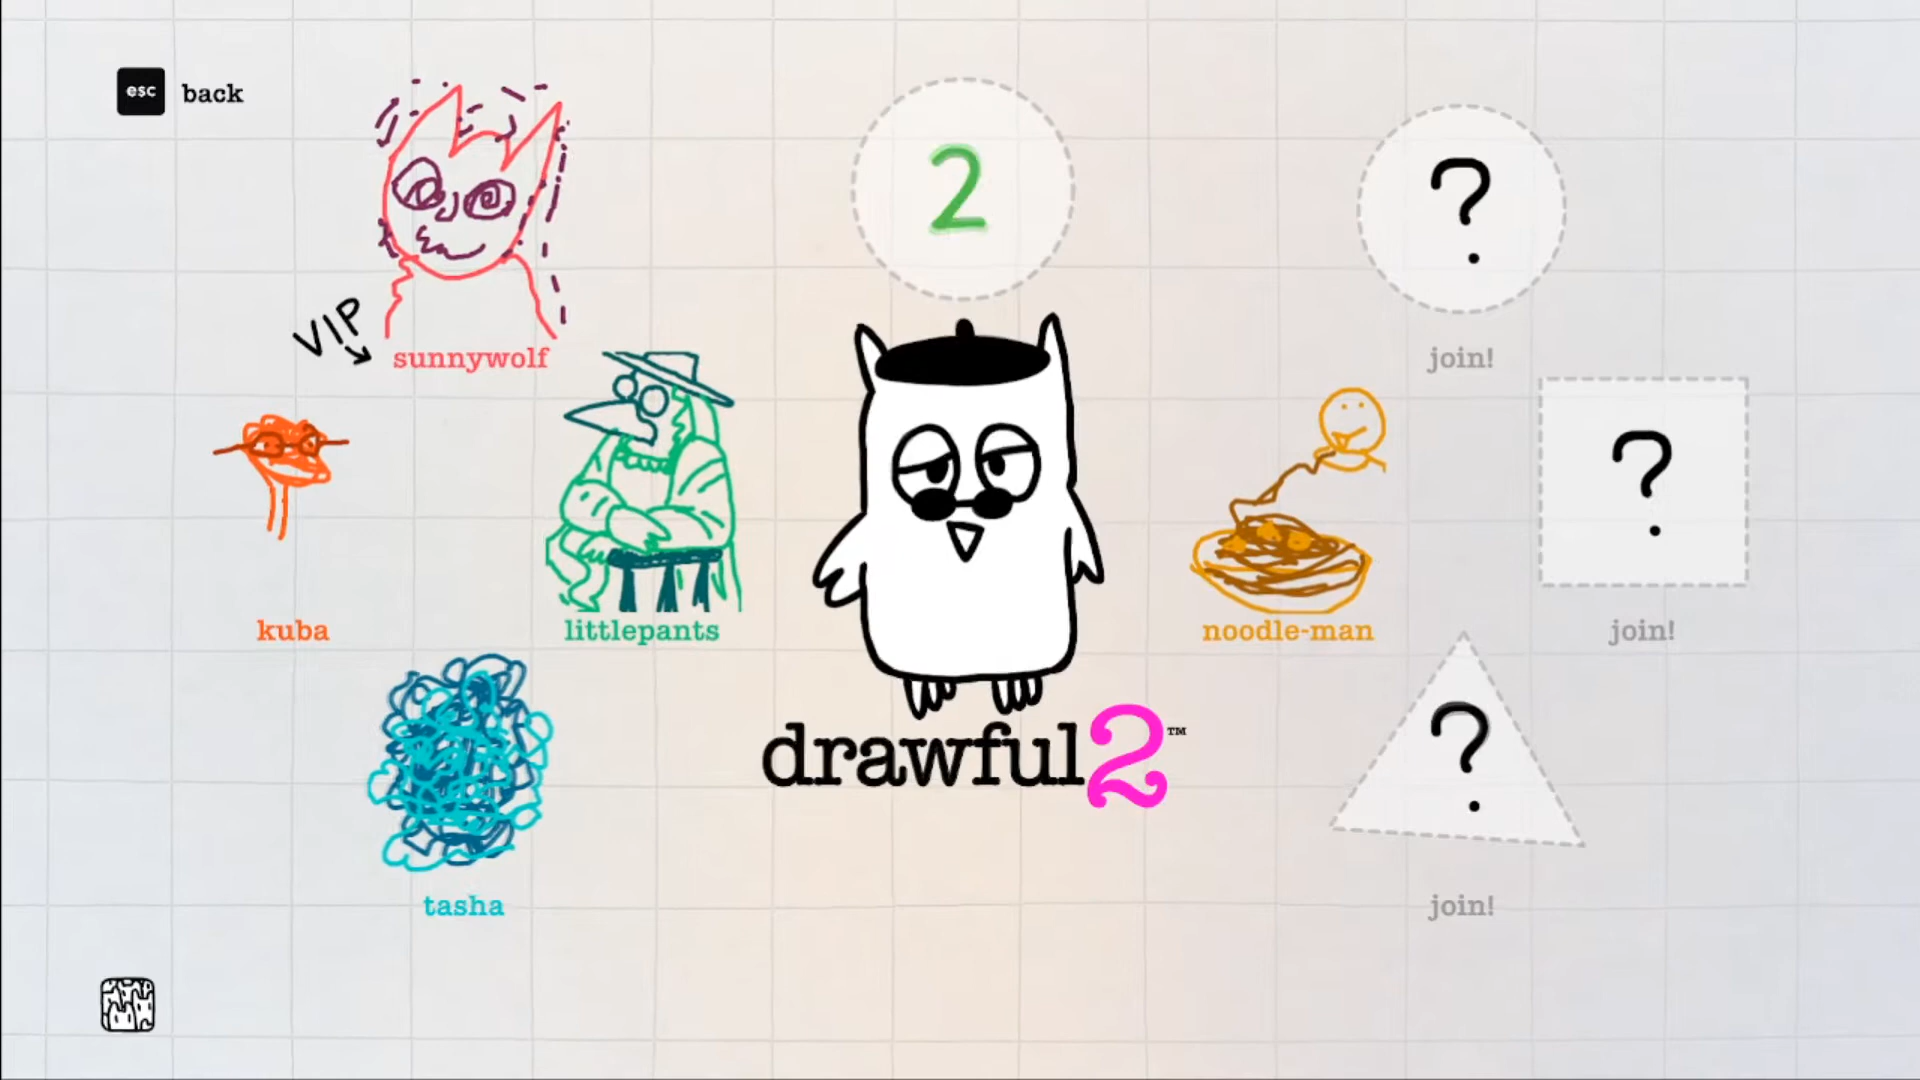 esc back
2
?
VIP
sunnywolf
join!
?
kuba
littlepants
noodle-man
join!
drawful2™
?
tasha
join!